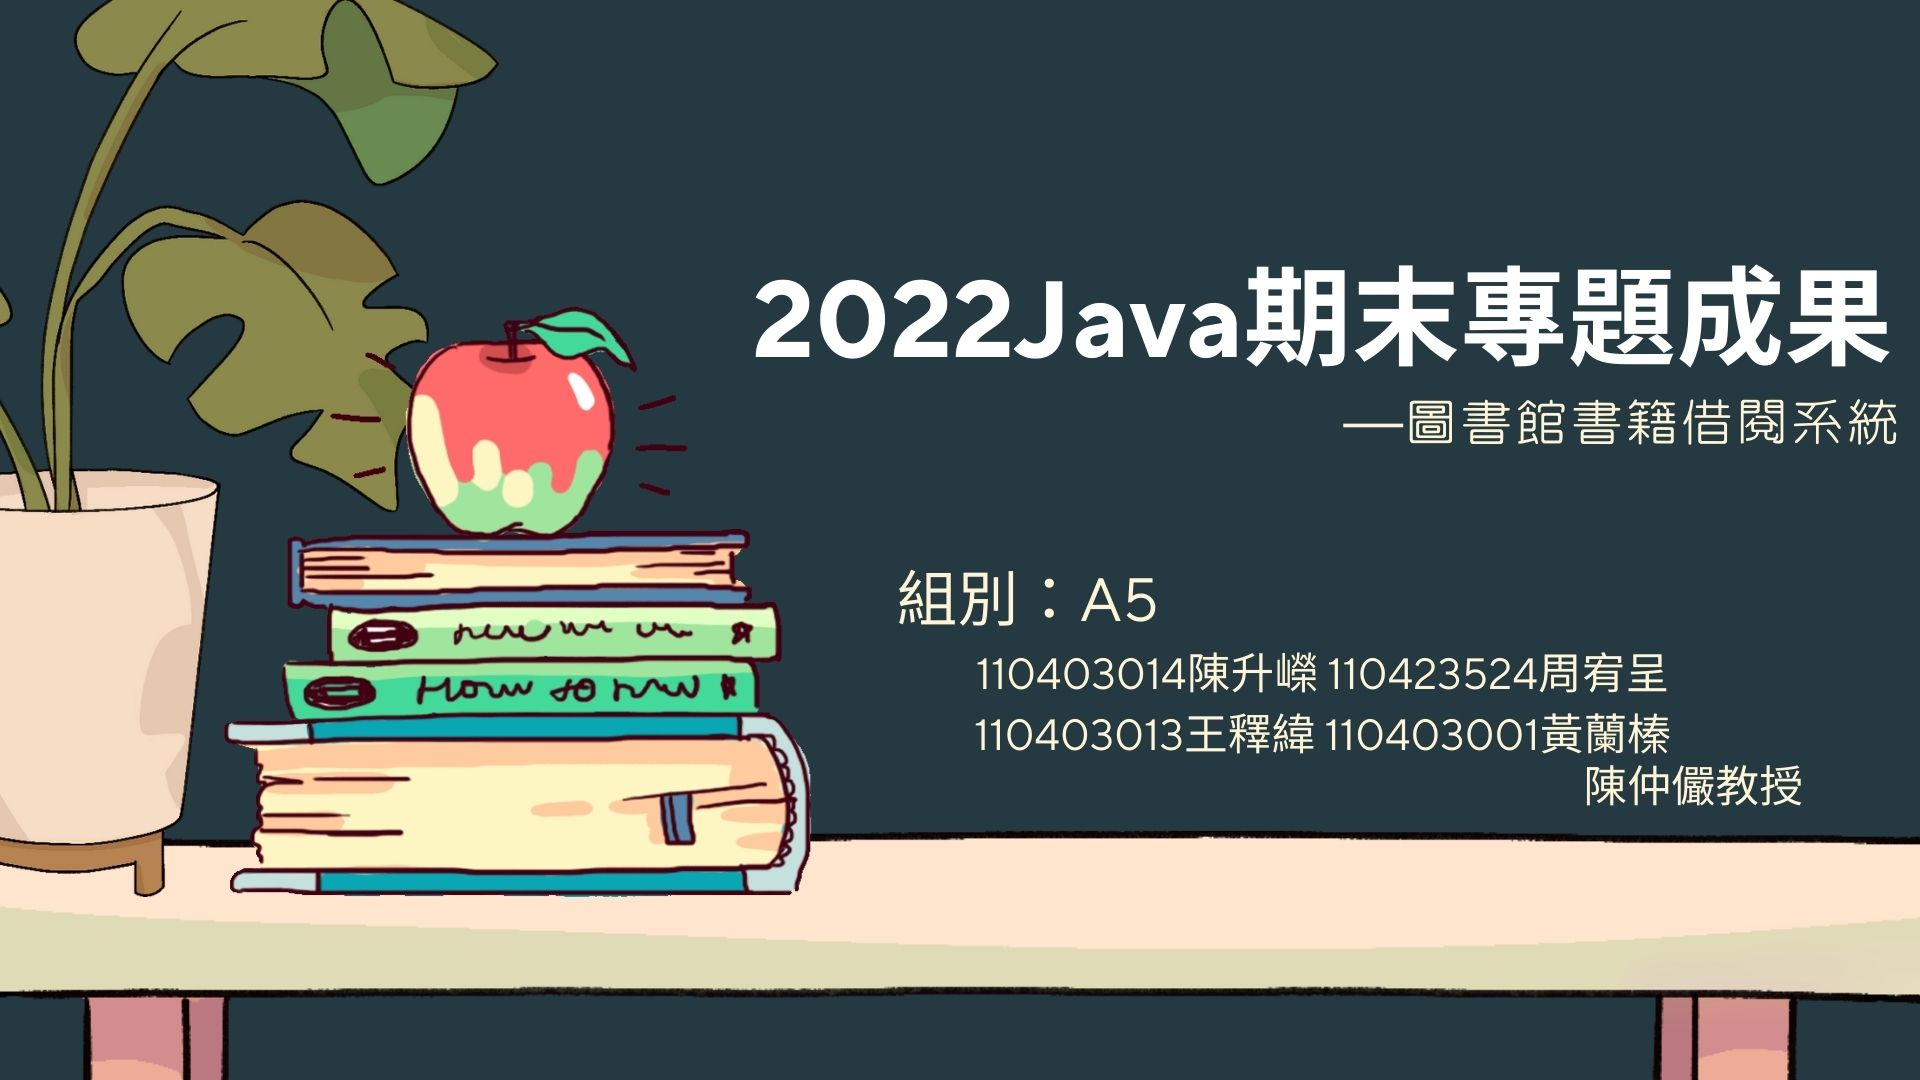 2022Java期末專題成果
—圖書館書籍借閱系統
組別：A5
110403014陳升嶸 110423524周宥呈
110403013王釋緯 110403001黃蘭榛
陳仲儼教授